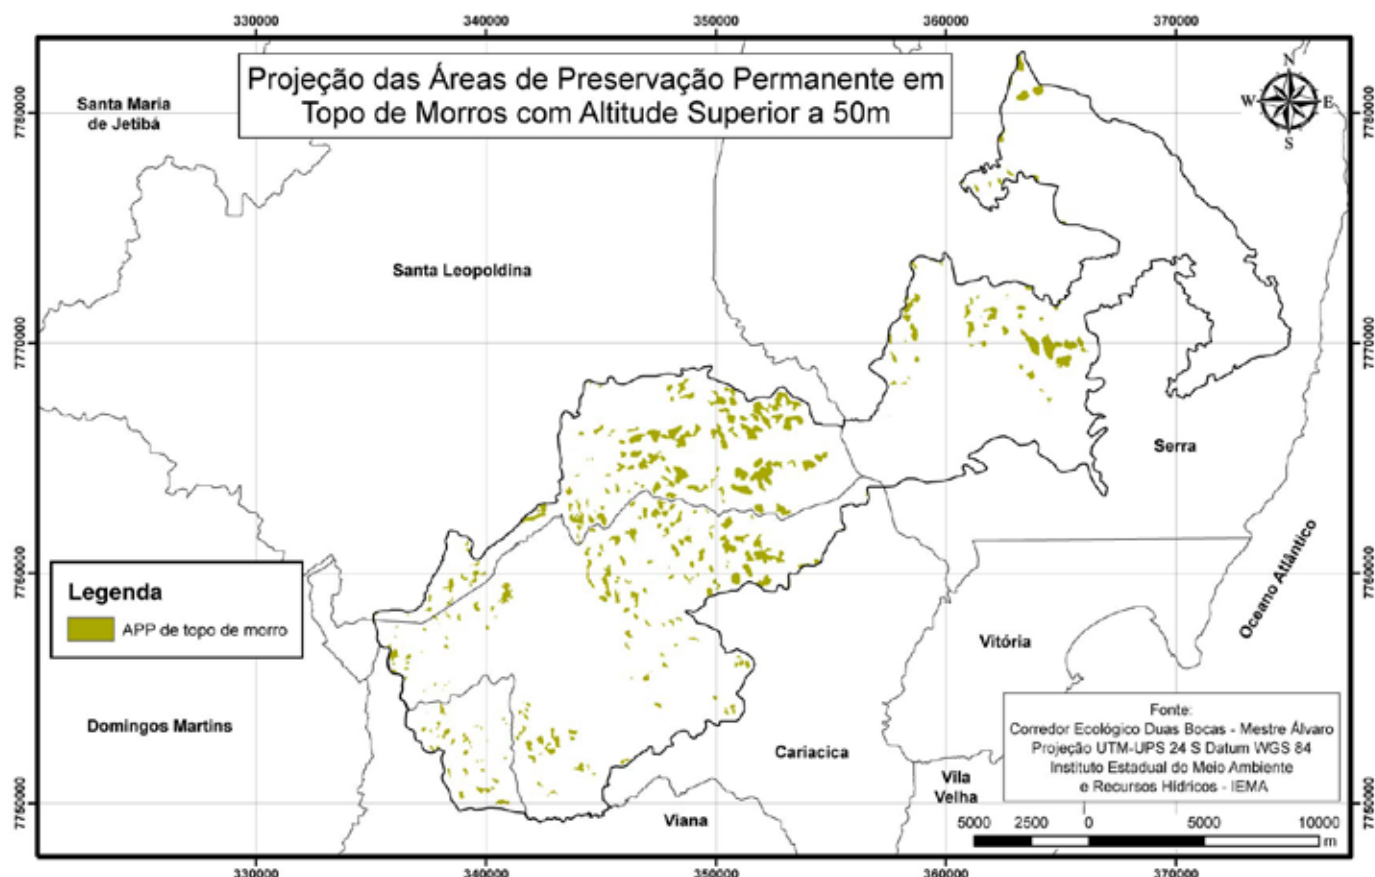 330000 340000 350000 360000 370000
Projeção das Áreas de Preservação Permanente em
Topo de Morros com Altitude Superior a 50m
N
W E
S
Santa Maria
de Jetibá
7780000 7780000
Santa Leopoldina
7770000 7770000
Serra
Oceano Atlântico
7760000 7760000
Legenda
APP de topo de morro
Vitória
Domingos Martins
Cariacica
Fonte:
Corredor Ecológico Duas Bocas - Mestre Álvaro
Projeção UTM-UPS 24 S Datum WGS 84
Instituto Estadual do Meio Ambiente
e Recursos Hídricos - IEMA
Vila
Velha
Viana
7750000 7750000
5000 2500 0 5000 10000
m
330000 340000 350000 360000 370000